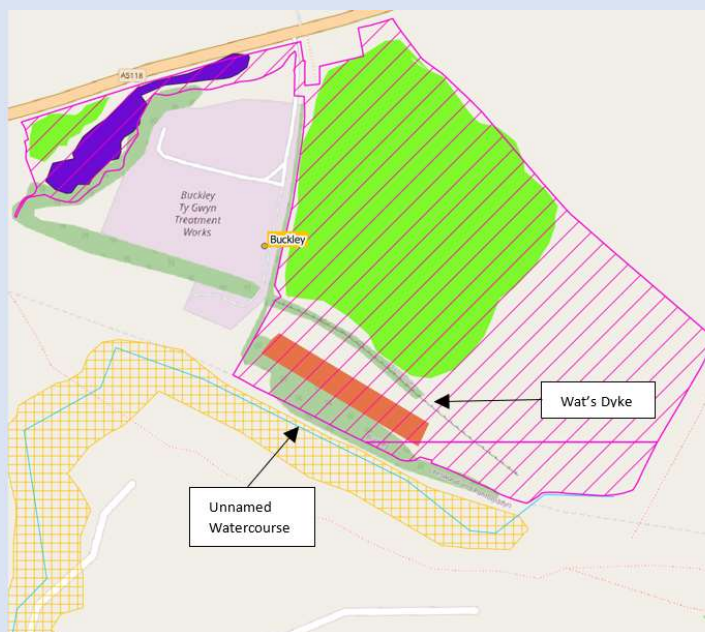 A5118
Buckley
Ty Gwyn
Treatment
Works
Buckley
Wat's Dyke
Unnamed
Watercourse